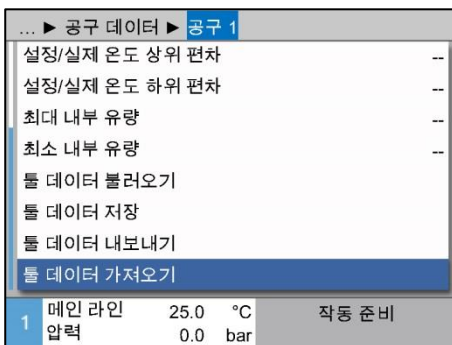 ... ► 공구 데이터 ► 공구 1
설정/실제 온도 상위 편차 --
설정/실제 온도 하위 편차 --
최대 내부 유량 --
최소 내부 유량 --
툴 데이터 불러오기
툴 데이터 저장
툴 데이터 내보내기
툴 데이터 가져오기
1 메인 라인 25.0 °C 작동 준비
압력 0.0 bar